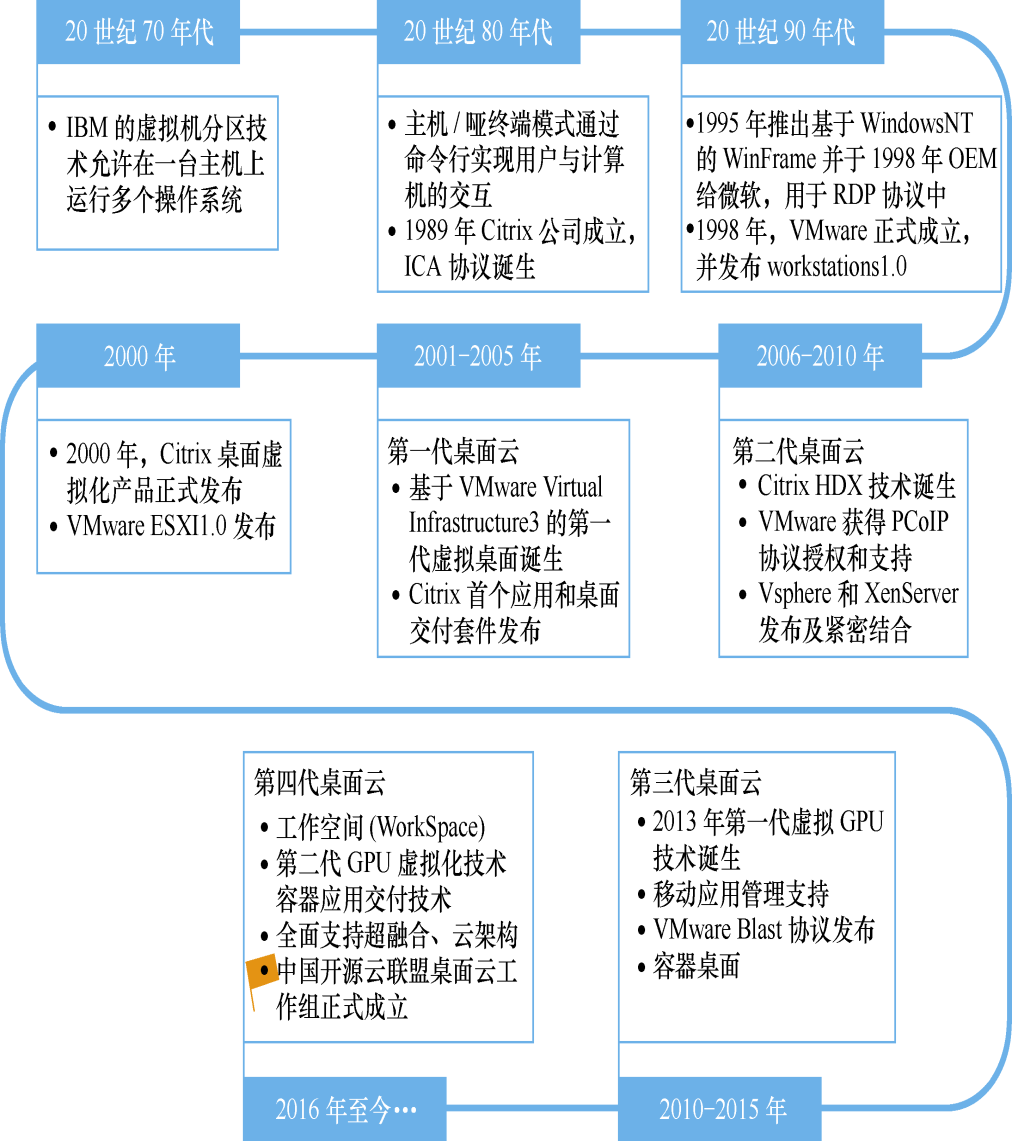 20 世纪 70 年代
20 世纪 80 年代
20 世纪 90 年代
• IBM 的虚拟机分区技
术允许在一台主机上
运行多个操作系统
• 主机 / 哑终端模式通过
命令行实现用户与计算
机的交互
• 1989 年 Citrix 公司成立，
ICA 协议诞生
•1995 年推出基于 WindowsNT
的 WinFrame 并于 1998 年 OEM
给微软，用于 RDP 协议中
•1998 年，VMware 正式成立，
并发布 workstations1.0
2000 年
2001-2005 年
2006-2010 年
• 2000 年，Citrix 桌面虚
拟化产品正式发布
• VMware ESXI1.0 发布
第一代桌面云
• 基于 VMware Virtual
Infrastructure3 的第一
代虚拟桌面诞生
• Citrix 首个应用和桌面
交付套件发布
第二代桌面云
• Citrix HDX 技术诞生
• VMware 获得 PCoIP
协议授权和支持
• Vsphere 和 XenServer
发布及紧密结合
第三代桌面云
• 2013 年第一代虚拟 GPU
技术诞生
• 移动应用管理支持
• VMware Blast 协议发布
• 容器桌面
2010-2015 年
第四代桌面云
• 工作空间 (WorkSpace)
• 第二代 GPU 虚拟化技术
容器应用交付技术
• 全面支持超融合、云架构
• 中国开源云联盟桌面云工
作组正式成立
2016 年至今…